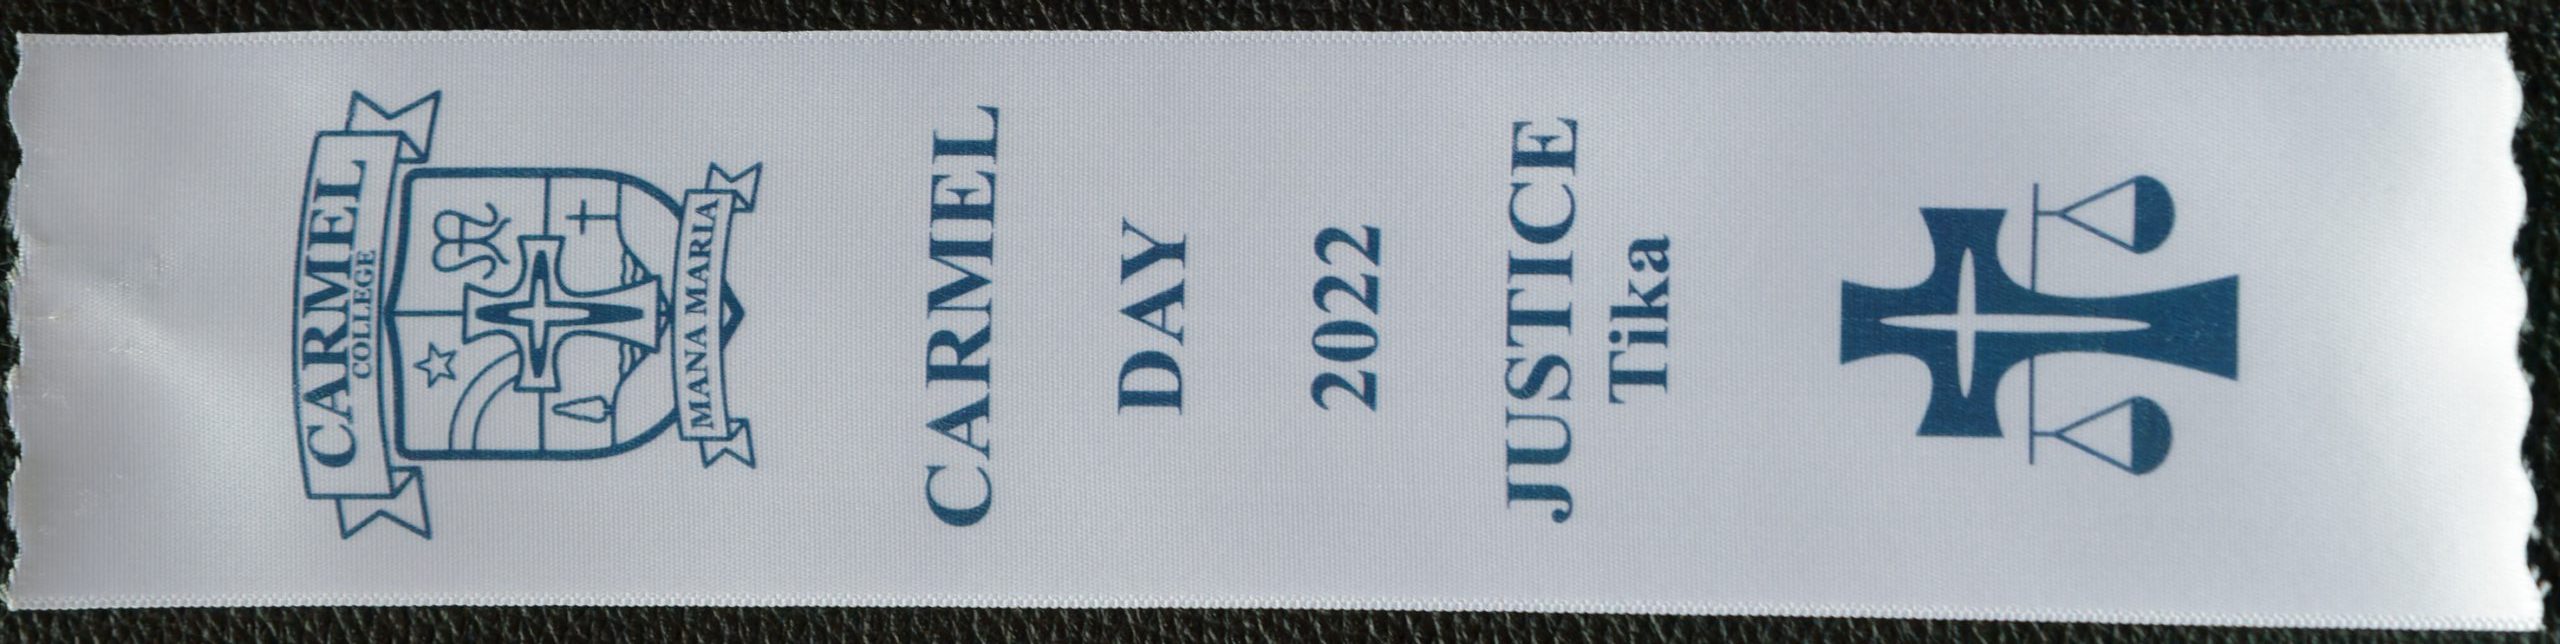 CARMEL
COLLEGE
MANA MARIA
CARMEL
DAY
2022
JUSTICE
Tika